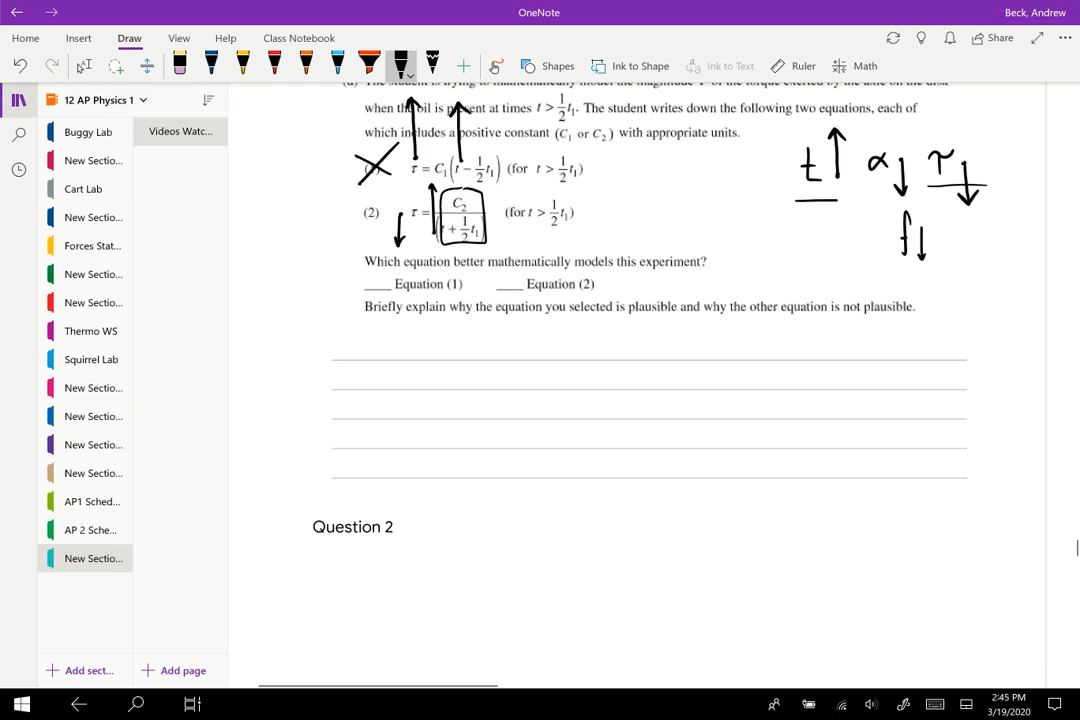 OneNote
Beck, Andrew
Home Insert Draw View Help Class Notebook
Share
Shapes Ink to Shape Ink to Text Ruler Math
12 AP Physics 1
Buggy Lab
New Sectio...
Cart Lab
New Sectio...
Forces Stat...
New Sectio...
New Sectio...
Thermo WS
Squirrel Lab
New Sectio...
New Sectio...
New Sectio...
New Sectio...
AP1 Sched...
AP 2 Sche...
New Sectio...
Add sect...
Videos Watc...
Add page
when the oil is present at times t > 1/2 t₁. The student writes down the following two equations, each of
which includes a positive constant (C₁ or C₂) with appropriate units.
τ = C₁(t − 1/2 t₁) (for t > 1/2 t₁)
(2) τ = C₂/(t + 1/2 t₁) (for t > 1/2 t₁)
t↑ α↓ τ↓
f↓
Which equation better mathematically models this experiment?
____ Equation (1) ____ Equation (2)
Briefly explain why the equation you selected is plausible and why the other equation is not plausible.
Question 2
2:45 PM
3/19/2020